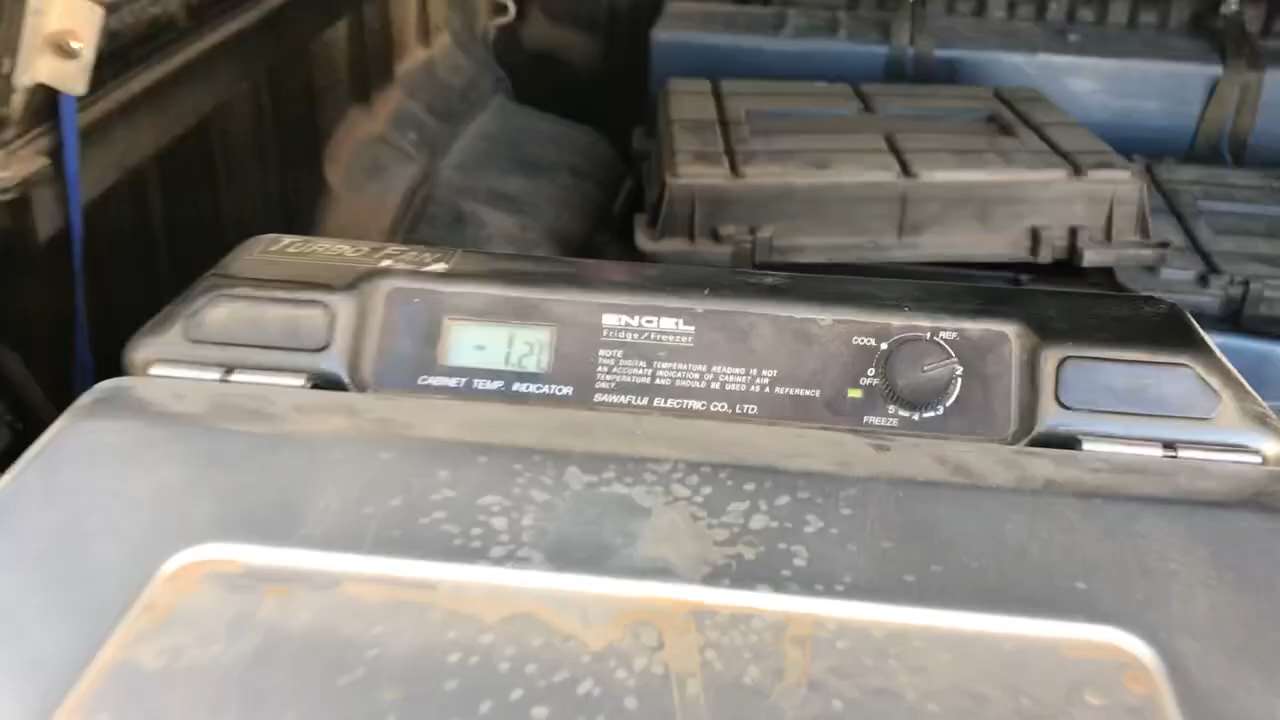 TURBO FAN
ENGEL
Fridge/Freezer
NOTE
THIS DIGITAL TEMPERATURE READING IS NOT
AN ACCURATE INDICATION OF CABINET AIR
TEMPERATURE AND SHOULD BE USED AS A REFERENCE
ONLY.
SAWAFUJI ELECTRIC CO., LTD.
CABINET TEMP. INDICATOR
COOL
1 REF.
0
2
OFF
5 4 3
FREEZE